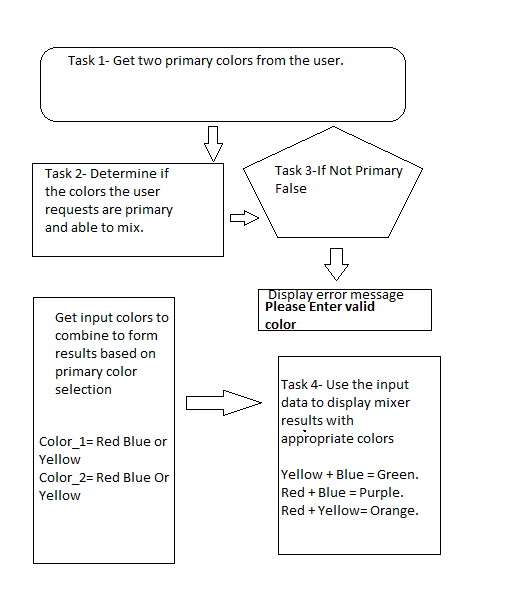 Task 1- Get two primary colors from the user.
Task 2- Determine if
the colors the user
requests are primary
and able to mix.
Task 3-If Not Primary
False
Display error message
Please Enter valid
color
Get input colors to
combine to form
results based on
primary color
selection
Color_1= Red Blue or
Yellow
Color_2= Red Blue Or
Yellow
Task 4- Use the input
data to display mixer
results with
appropriate colors
Yellow + Blue = Green.
Red + Blue = Purple.
Red + Yellow= Orange.